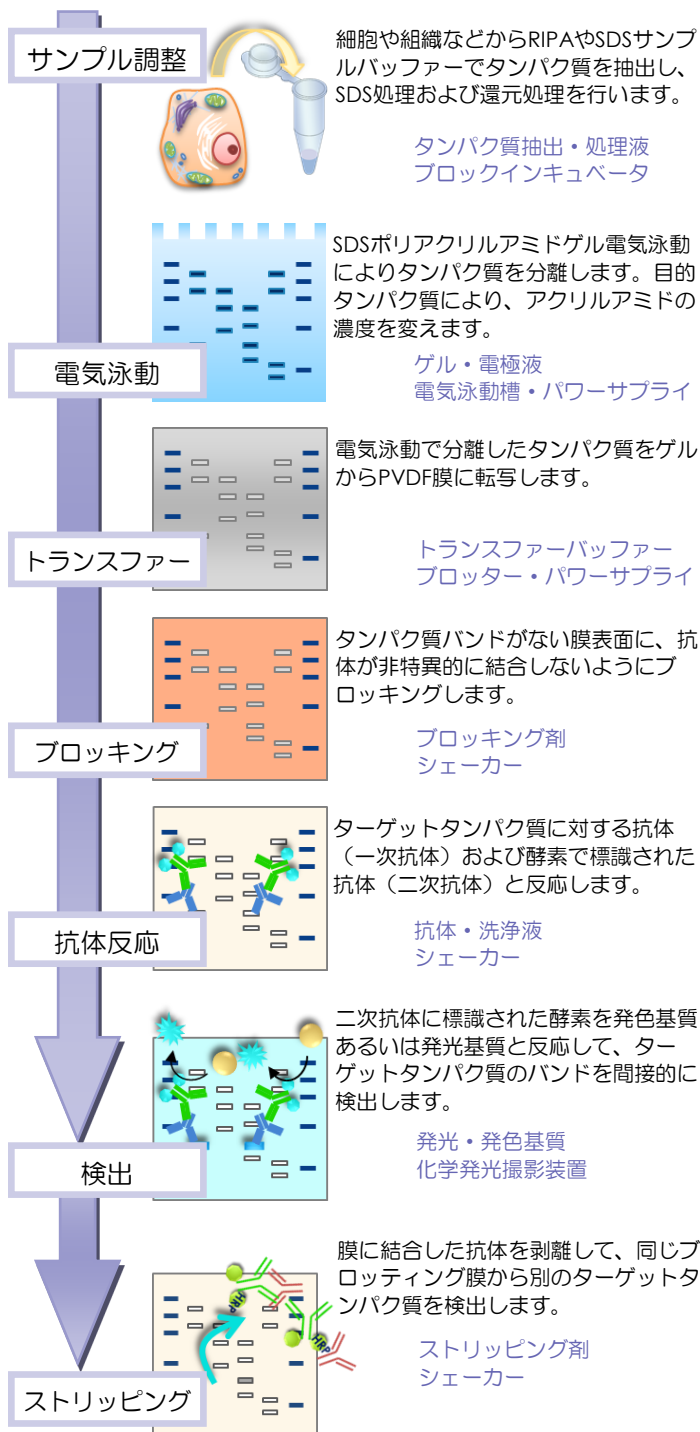 サンプル調整
細胞や組織などからRIPAやSDSサンプ
ルバッファーでタンパク質を抽出し、
SDS処理および還元処理を行います。
タンパク質抽出・処理液
ブロックインキュベータ
SDSポリアクリルアミドゲル電気泳動
によりタンパク質を分離します。目的
タンパク質により、アクリルアミドの
濃度を変えます。
電気泳動
ゲル・電極液
電気泳動槽・パワーサプライ
電気泳動で分離したタンパク質をゲル
からPVDF膜に転写します。
トランスファー
トランスファーバッファー
ブロッター・パワーサプライ
タンパク質バンドがない膜表面に、抗
体が非特異的に結合しないようにブ
ロッキングします。
ブロッキング
ブロッキング剤
シェーカー
ターゲットタンパク質に対する抗体
（一次抗体）および酵素で標識された
抗体（二次抗体）と反応します。
抗体反応
抗体・洗浄液
シェーカー
二次抗体に標識された酵素を発色基質
あるいは発光基質と反応して、ター
ゲットタンパク質のバンドを間接的に
検出します。
検出
発光・発色基質
化学発光撮影装置
膜に結合した抗体を剥離して、同じブ
ロッティング膜から別のターゲットタ
ンパク質を検出します。
HRP
HRP
ストリッピング
ストリッピング剤
シェーカー